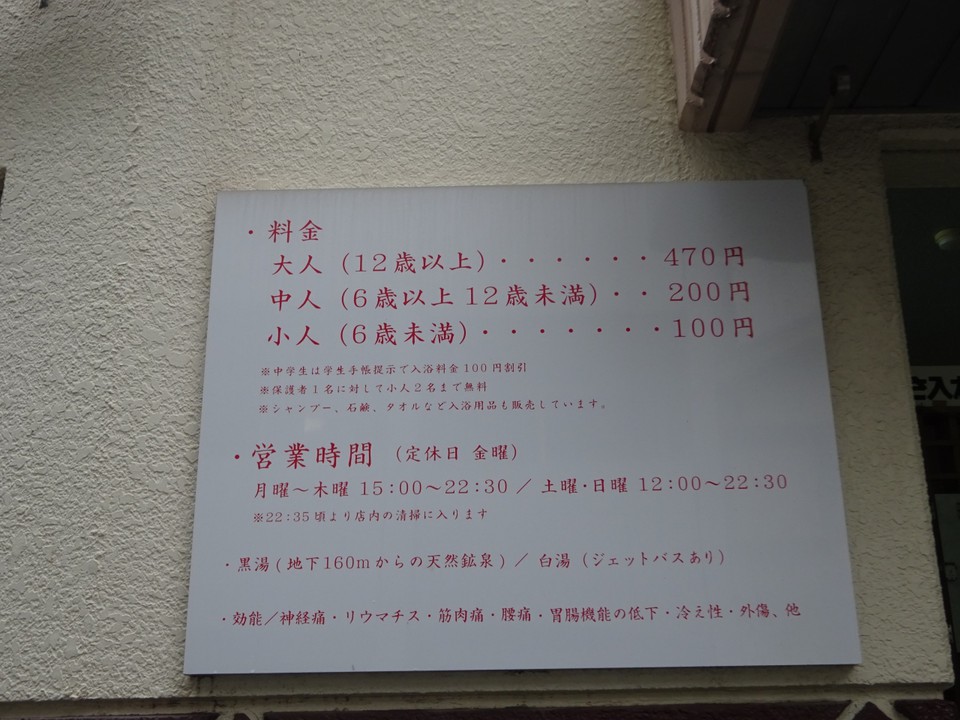 ・料金
大人（12歳以上）・・・・・・470円
中人（6歳以上12歳未満）・・200円
小人（6歳未満）・・・・・・・100円
※中学生は学生手帳提示で入浴料金100円割引
※保護者1名に対して小人2名まで無料
※シャンプー、石鹸、タオルなど入浴用品も販売しています。
・営業時間（定休日 金曜）
月曜～木曜 15:00～22:30 ／ 土曜・日曜 12:00～22:30
※22:35頃より店内の清掃に入ります
・黒湯(地下160mからの天然鉱泉) ／ 白湯（ジェットバスあり）
・効能／神経痛・リウマチス・筋肉痛・腰痛・胃腸機能の低下・冷え性・外傷、他